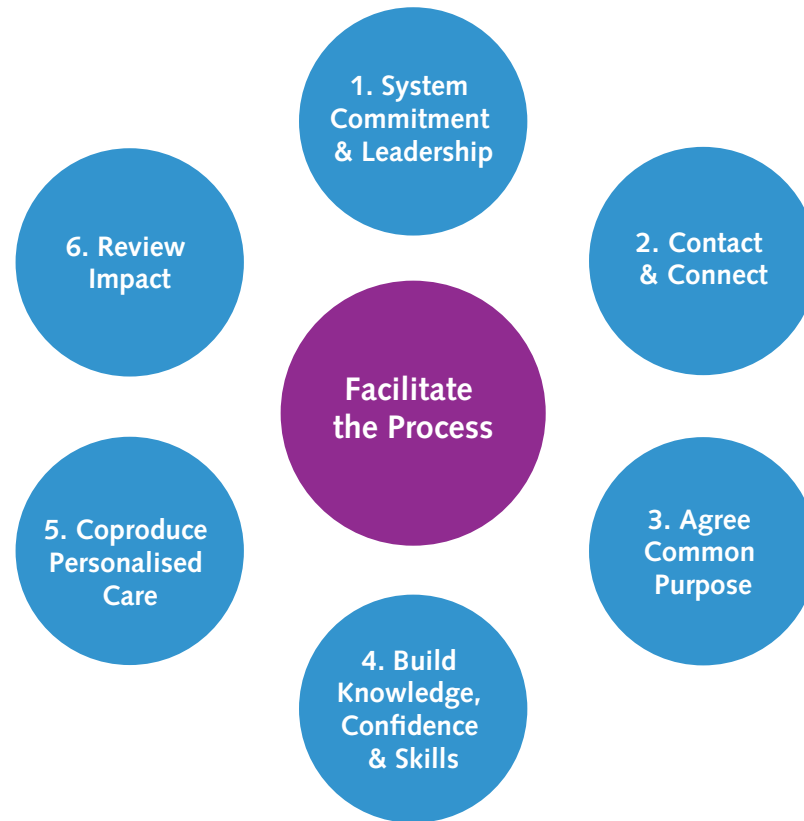 1. System
Commitment
& Leadership
2. Contact
& Connect
3. Agree
Common
Purpose
4. Build
Knowledge,
Confidence
& Skills
5. Coproduce
Personalised
Care
6. Review
Impact
Facilitate
the Process